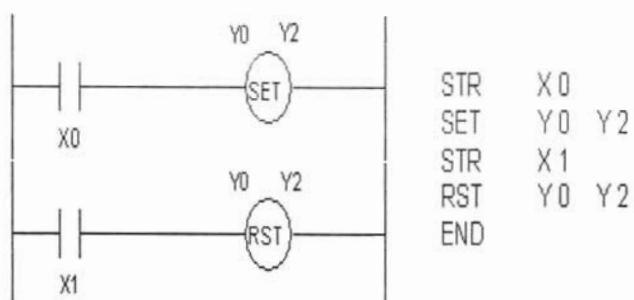 Y0 Y2
SET
X0
Y0 Y2
RST
X1
STR X0
SET Y0 Y2
STR X1
RST Y0 Y2
END